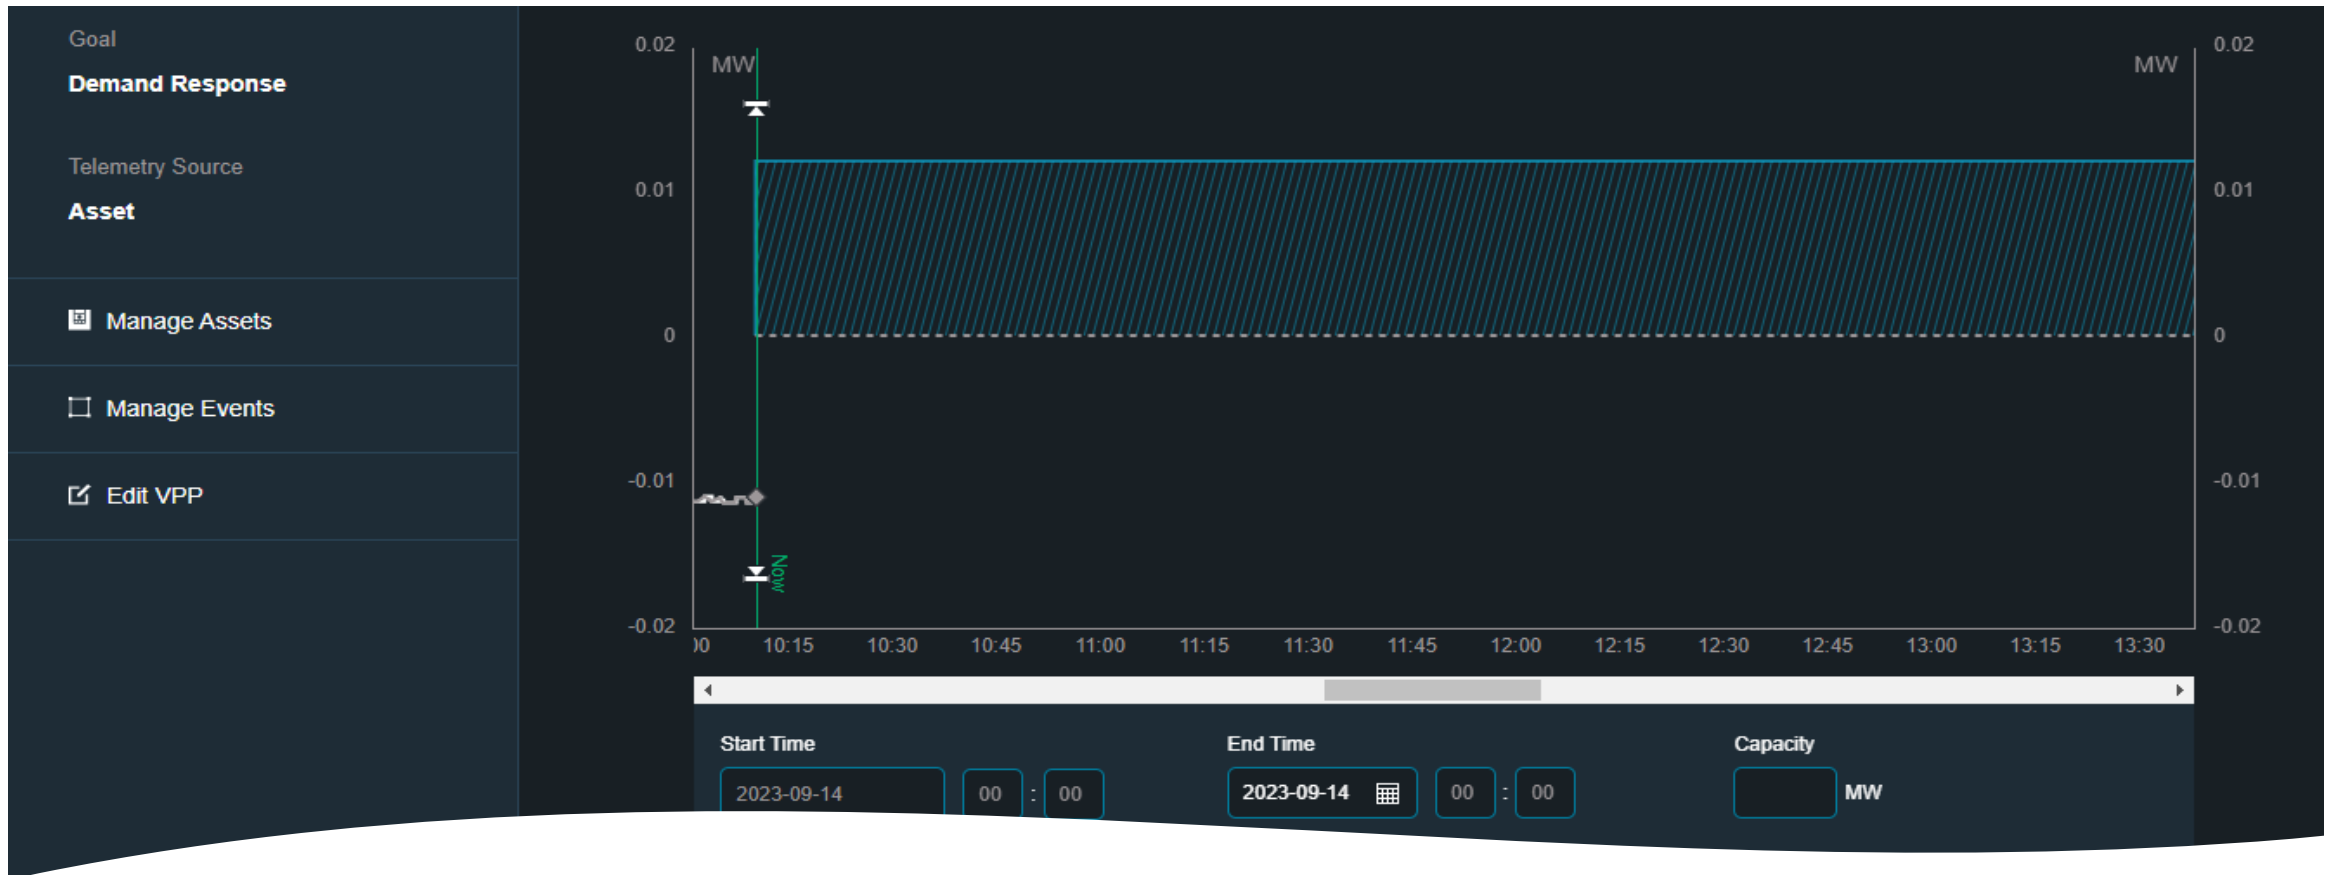 Goal
Demand Response
Telemetry Source
Asset
Manage Assets
Manage Events
Edit VPP
0.02
0.01
0
-0.01
-0.02
MW
MW
0.02
0.01
0
-0.01
-0.02
Now
00 10:15 10:30 10:45 11:00 11:15 11:30 11:45 12:00 12:15 12:30 12:45 13:00 13:15 13:30
Start Time End Time Capacity
2023-09-14 00 : 00 2023-09-14 00 : 00 MW